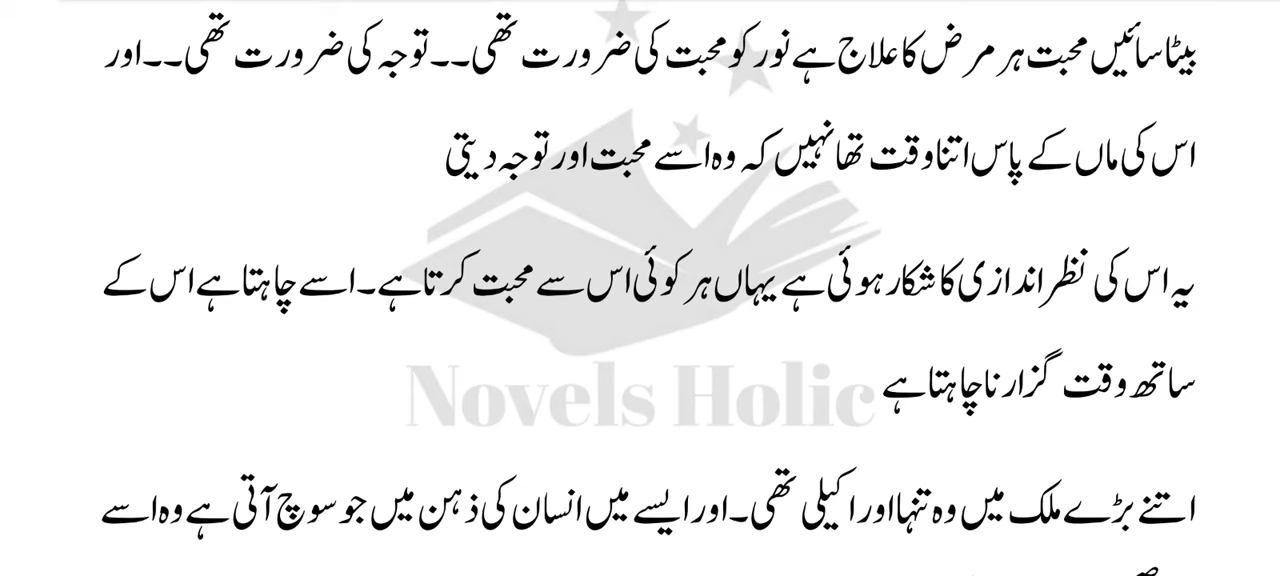 بیٹا سائیں محبت ہر مرض کا علاج ہے نور کو محبت کی ضرورت تھی۔۔ توجہ کی ضرورت تھی۔۔ اور
اس کی ماں کے پاس اتنا وقت تھا نہیں کہ وہ اسے محبت اور توجہ دیتی
یہ اس کی نظر اندازی کا شکار ہوئی ہے یہاں ہر کوئی اس سے محبت کرتا ہے۔ اسے چاہتا ہے اس کے
ساتھ وقت گزارنا چاہتا ہے
Novels Holic
اتنے بڑے ملک میں وہ تنہا اور اکیلی تھی۔ اور ایسے میں انسان کی ذہن میں جو سوچ آتی ہے وہ اسے